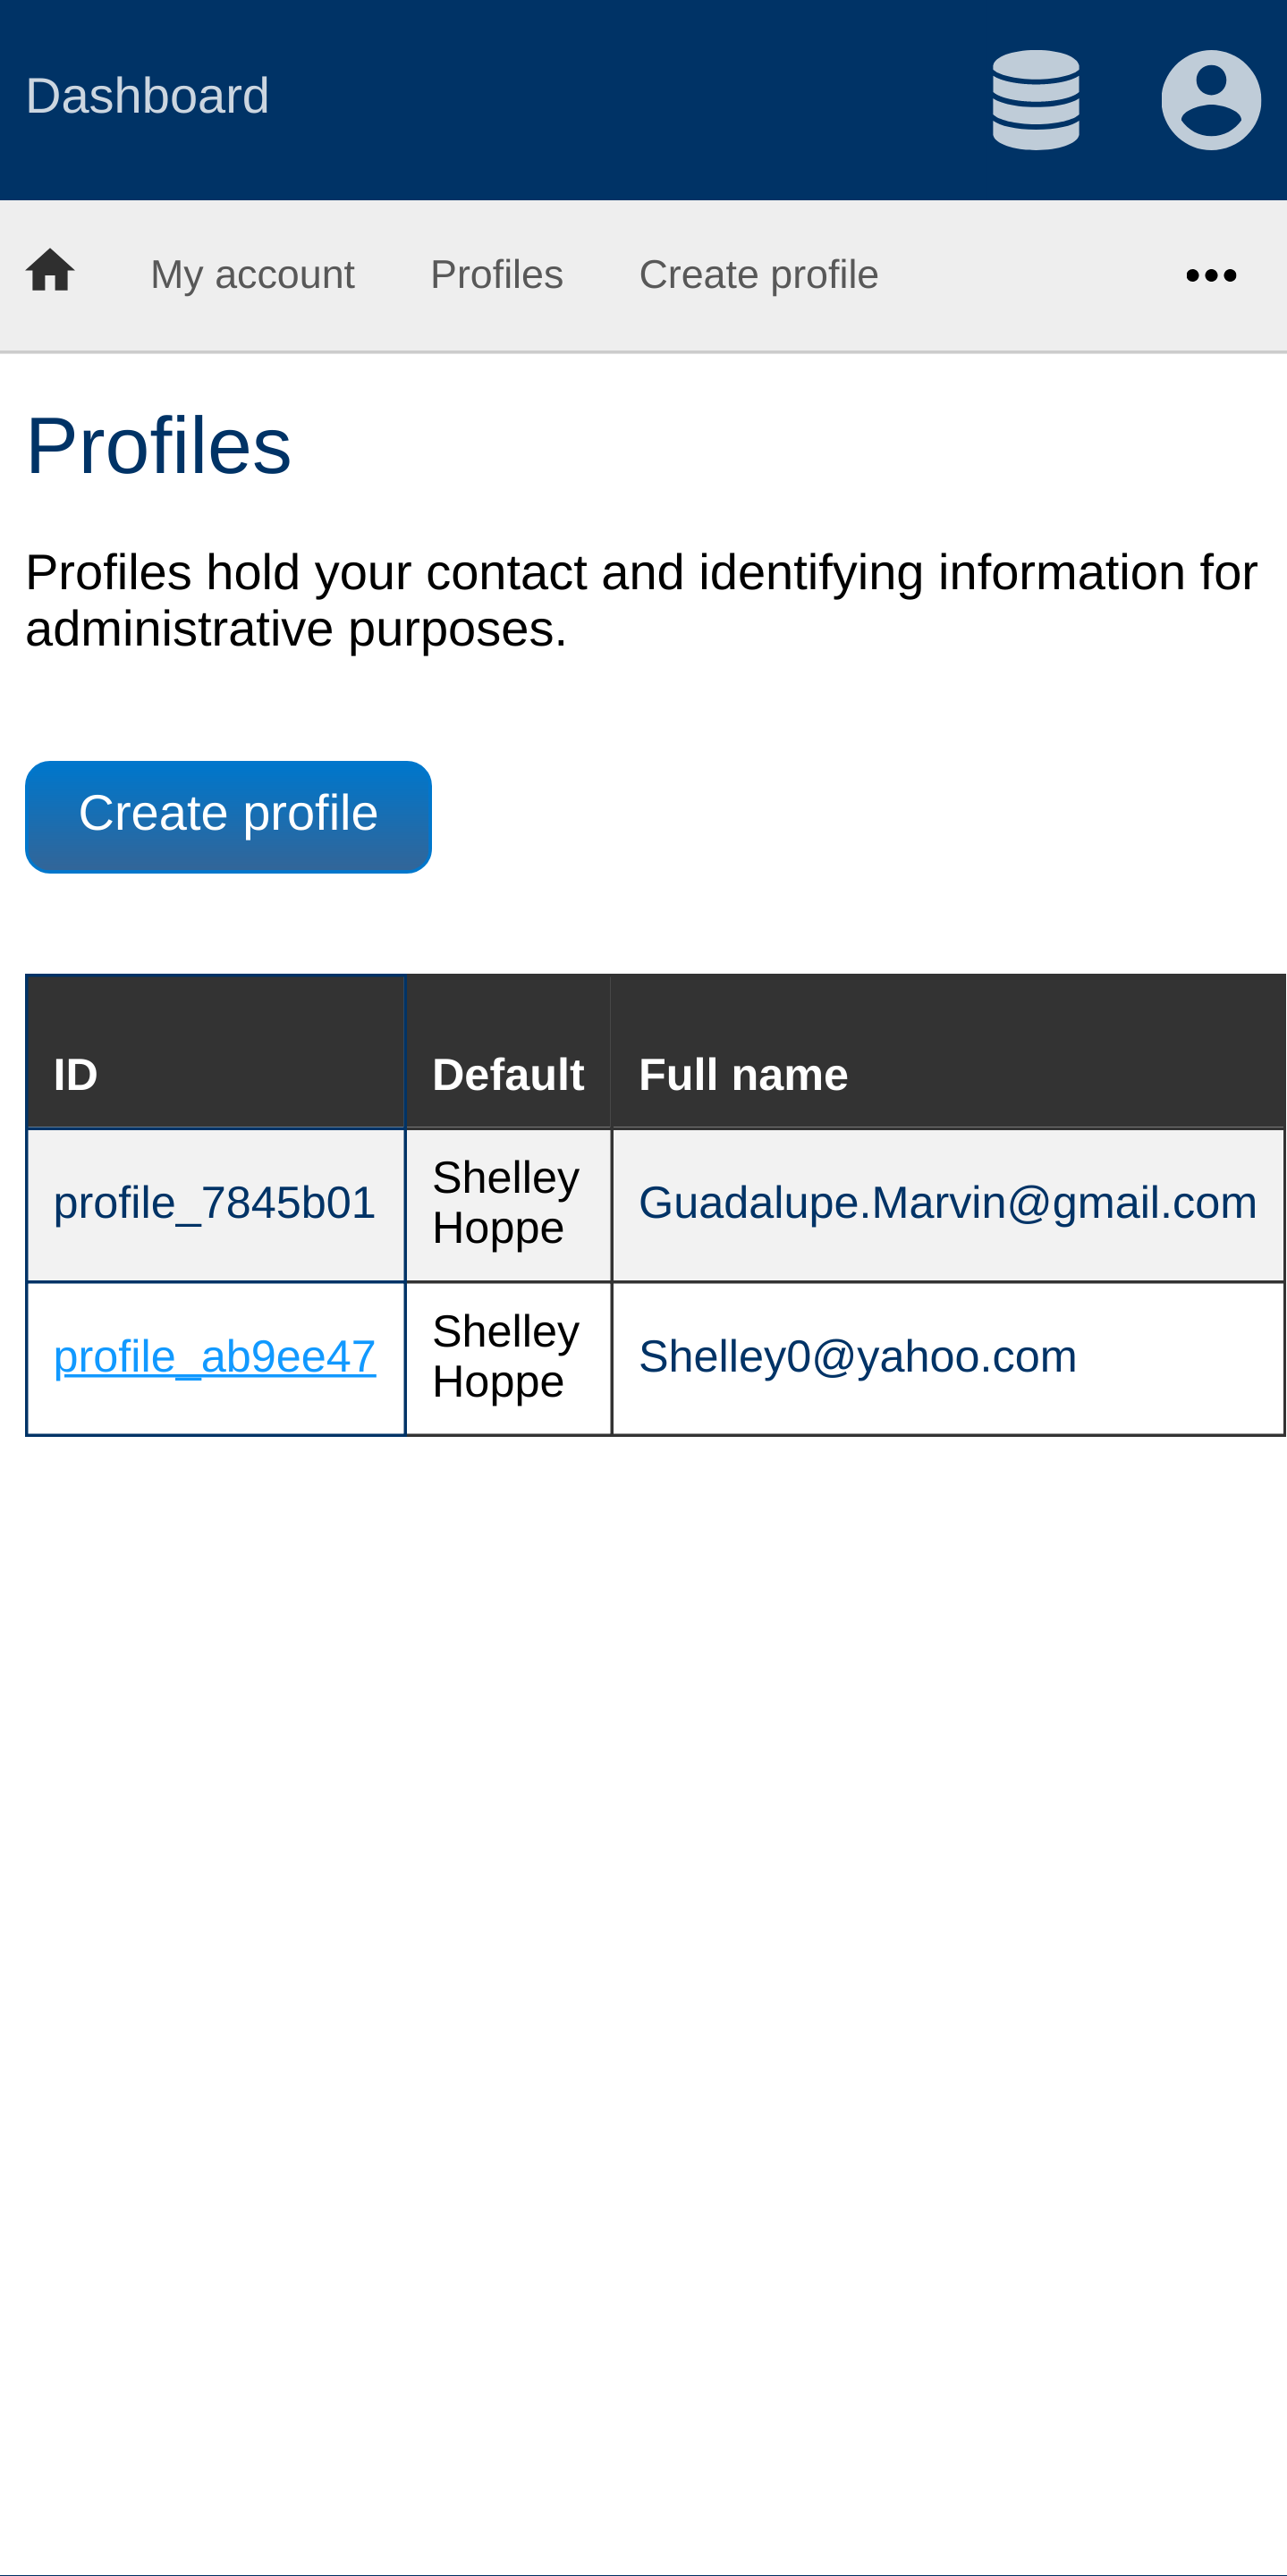 Dashboard
My account Profiles Create profile
Profiles
Profiles hold your contact and identifying information for
administrative purposes.
Create profile
ID Default Full name
profile_7845b01 Shelley Hoppe Guadalupe.Marvin@gmail.com
profile_ab9ee47 Shelley Hoppe Shelley0@yahoo.com